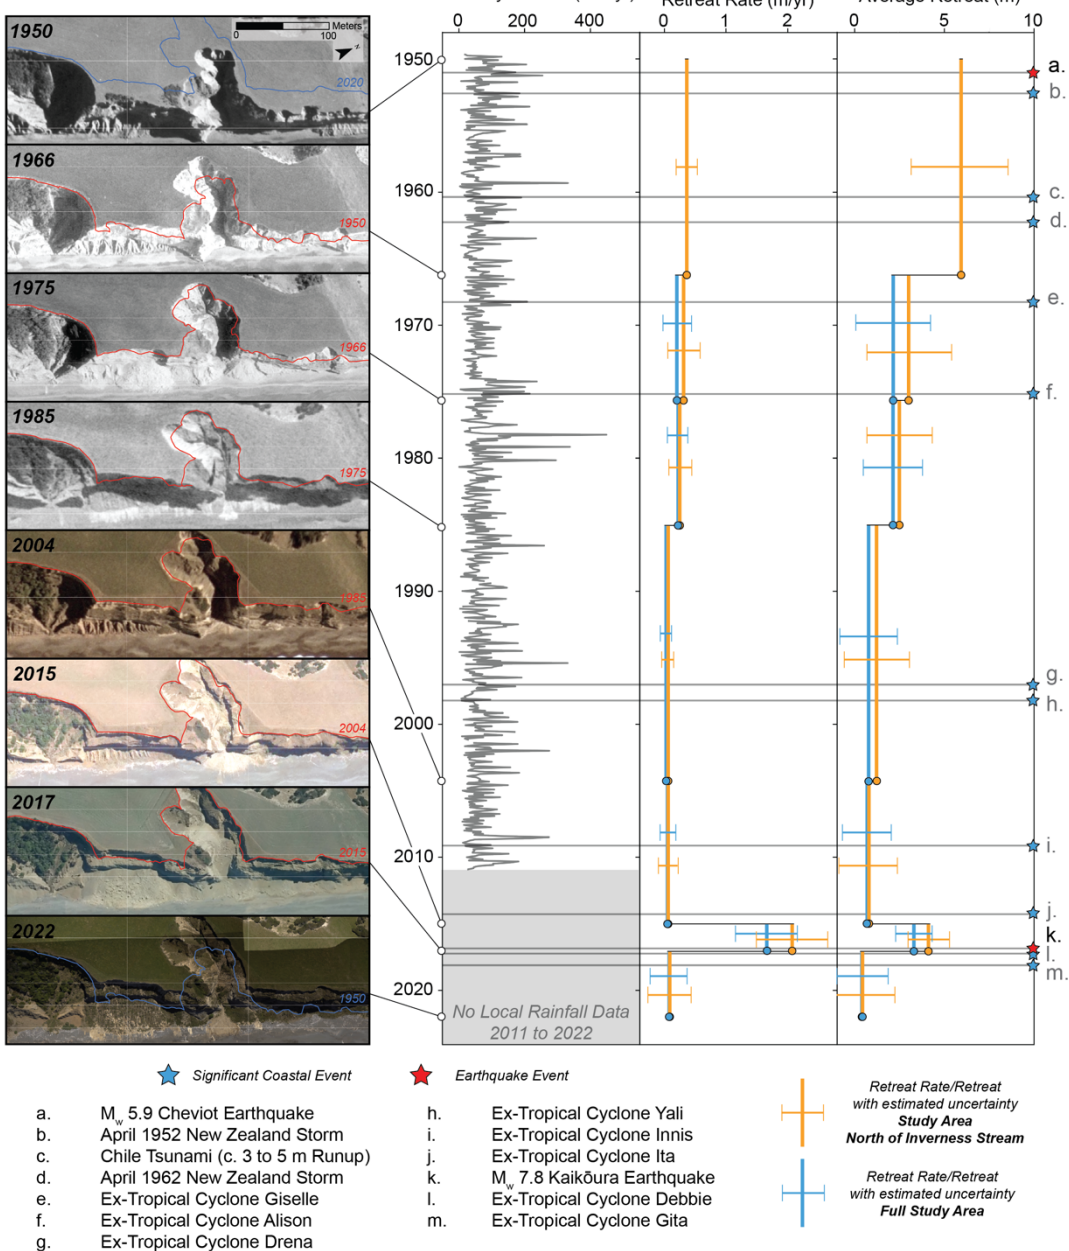 Retreat Rate (m/yr)
0 200 400
0 1 2
0 5 10
1950
0 Meters 100
2020
1966
1950
1975
1966
1985
1975
2004
1985
2015
2004
2017
2015
2022
1950
1950
1960
1970
1980
1990
2000
2010
2020
No Local Rainfall Data
2011 to 2022
a.
b.
c.
d.
e.
f.
g.
h.
i.
j.
k.
l.
m.
Significant Coastal Event
Earthquake Event
a. Mw 5.9 Cheviot Earthquake
b. April 1952 New Zealand Storm
c. Chile Tsunami (c. 3 to 5 m Runup)
d. April 1962 New Zealand Storm
e. Ex-Tropical Cyclone Giselle
f. Ex-Tropical Cyclone Alison
g. Ex-Tropical Cyclone Drena
h. Ex-Tropical Cyclone Yali
i. Ex-Tropical Cyclone Innis
j. Ex-Tropical Cyclone Ita
k. Mw 7.8 Kaikōura Earthquake
l. Ex-Tropical Cyclone Debbie
m. Ex-Tropical Cyclone Gita
Retreat Rate/Retreat
with estimated uncertainty
Study Area
North of Inverness Stream
Retreat Rate/Retreat
with estimated uncertainty
Full Study Area